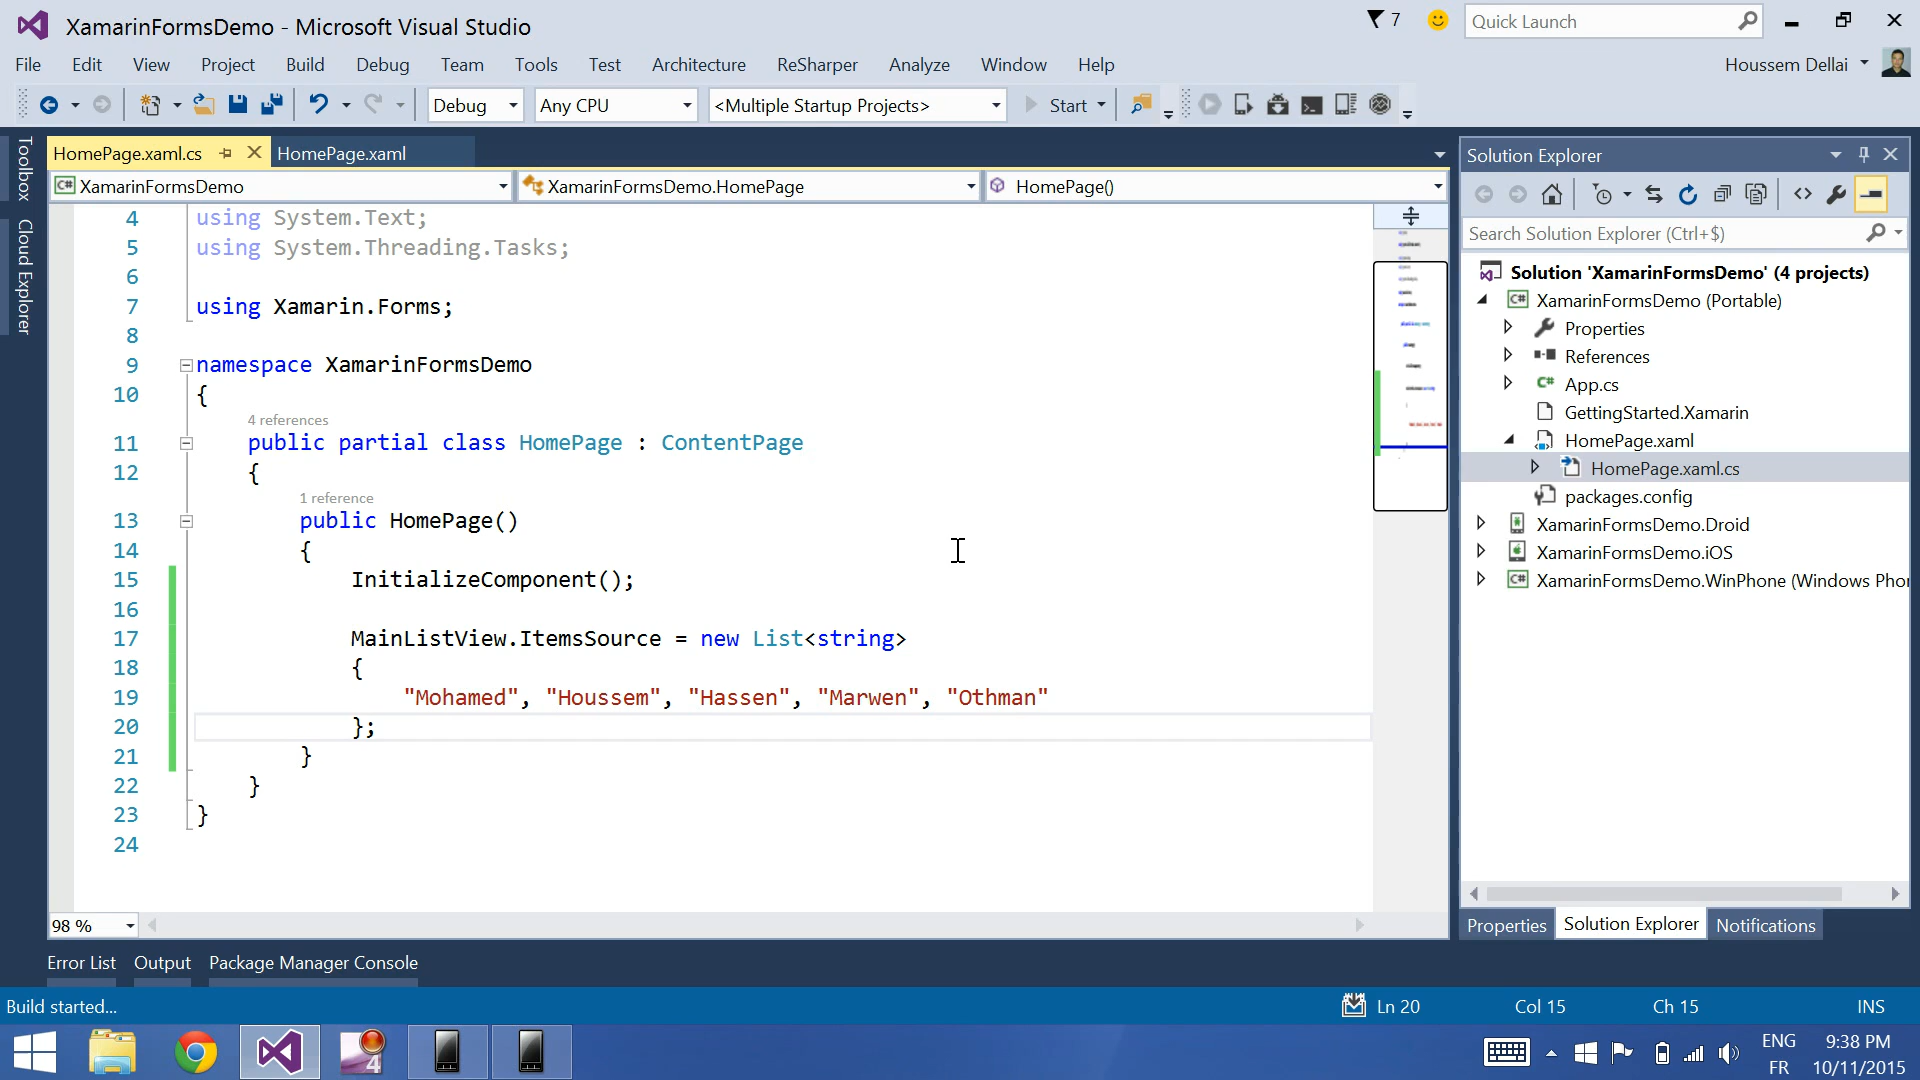 XamarinFormsDemo - Microsoft Visual Studio
7
Quick Launch
File Edit View Project Build Debug Team Tools Test Architecture ReSharper Analyze Window Help
Houssem Dellai
Debug
Any CPU
<Multiple Startup Projects>
Start
Toolbox
Cloud Explorer
HomePage.xaml.cs
HomePage.xaml
XamarinFormsDemo
XamarinFormsDemo.HomePage
HomePage()
4 using System.Text;
5 using System.Threading.Tasks;
6
7 using Xamarin.Forms;
8
9 namespace XamarinFormsDemo
10 {
4 references
11 public partial class HomePage : ContentPage
12 {
1 reference
13 public HomePage()
14 {
15 InitializeComponent();
16
17 MainListView.ItemsSource = new List<string>
18 {
19 "Mohamed", "Houssem", "Hassen", "Marwen", "Othman"
20 };
21 }
22 }
23 }
24
98 %
Solution Explorer
Search Solution Explorer (Ctrl+$)
Solution 'XamarinFormsDemo' (4 projects)
XamarinFormsDemo (Portable)
Properties
References
App.cs
GettingStarted.Xamarin
HomePage.xaml
HomePage.xaml.cs
packages.config
XamarinFormsDemo.Droid
XamarinFormsDemo.iOS
XamarinFormsDemo.WinPhone (Windows Pho
Properties Solution Explorer Notifications
Error List Output Package Manager Console
Build started...
Ln 20 Col 15 Ch 15 INS
4
ENG 9:38 PM
FR 10/11/2015